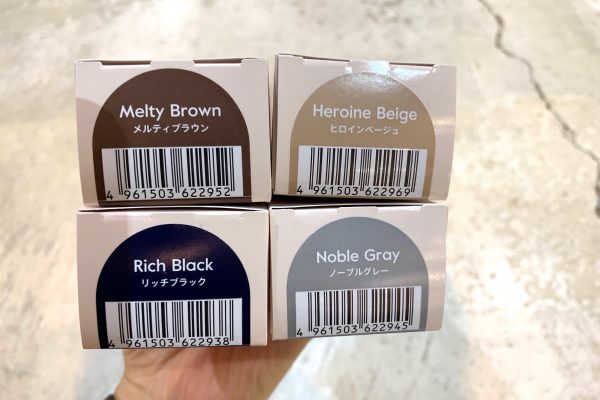 Melty Brown
メルティブラウン
4 961503 622952
Heroine Beige
ヒロインベージュ
4 961503 622969
Rich Black
リッチブラック
4 961503 622938
Noble Gray
ノーブルグレー
4 961503 622945